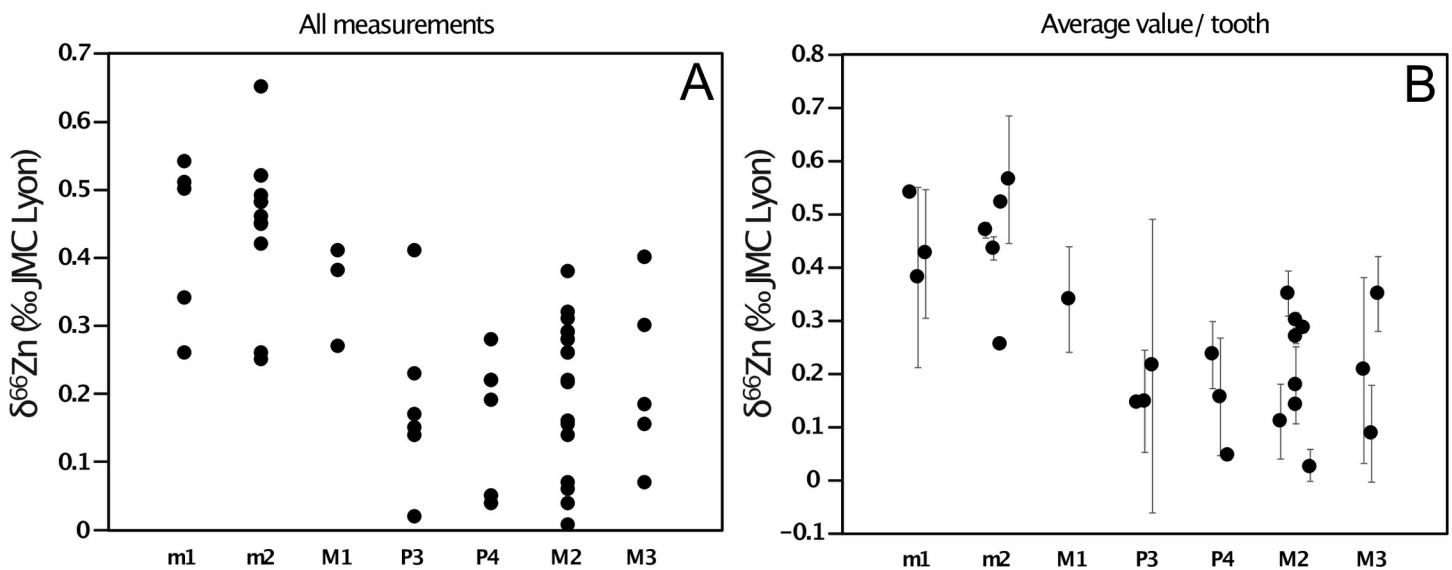 All measurements
A
δ66Zn (‰ JMC Lyon)
0.7
0.6
0.5
0.4
0.3
0.2
0.1
0
m1 m2 M1 P3 P4 M2 M3
Average value/ tooth
B
δ66Zn (‰ JMC Lyon)
0.8
0.7
0.6
0.5
0.4
0.3
0.2
0.1
0
−0.1
m1 m2 M1 P3 P4 M2 M3